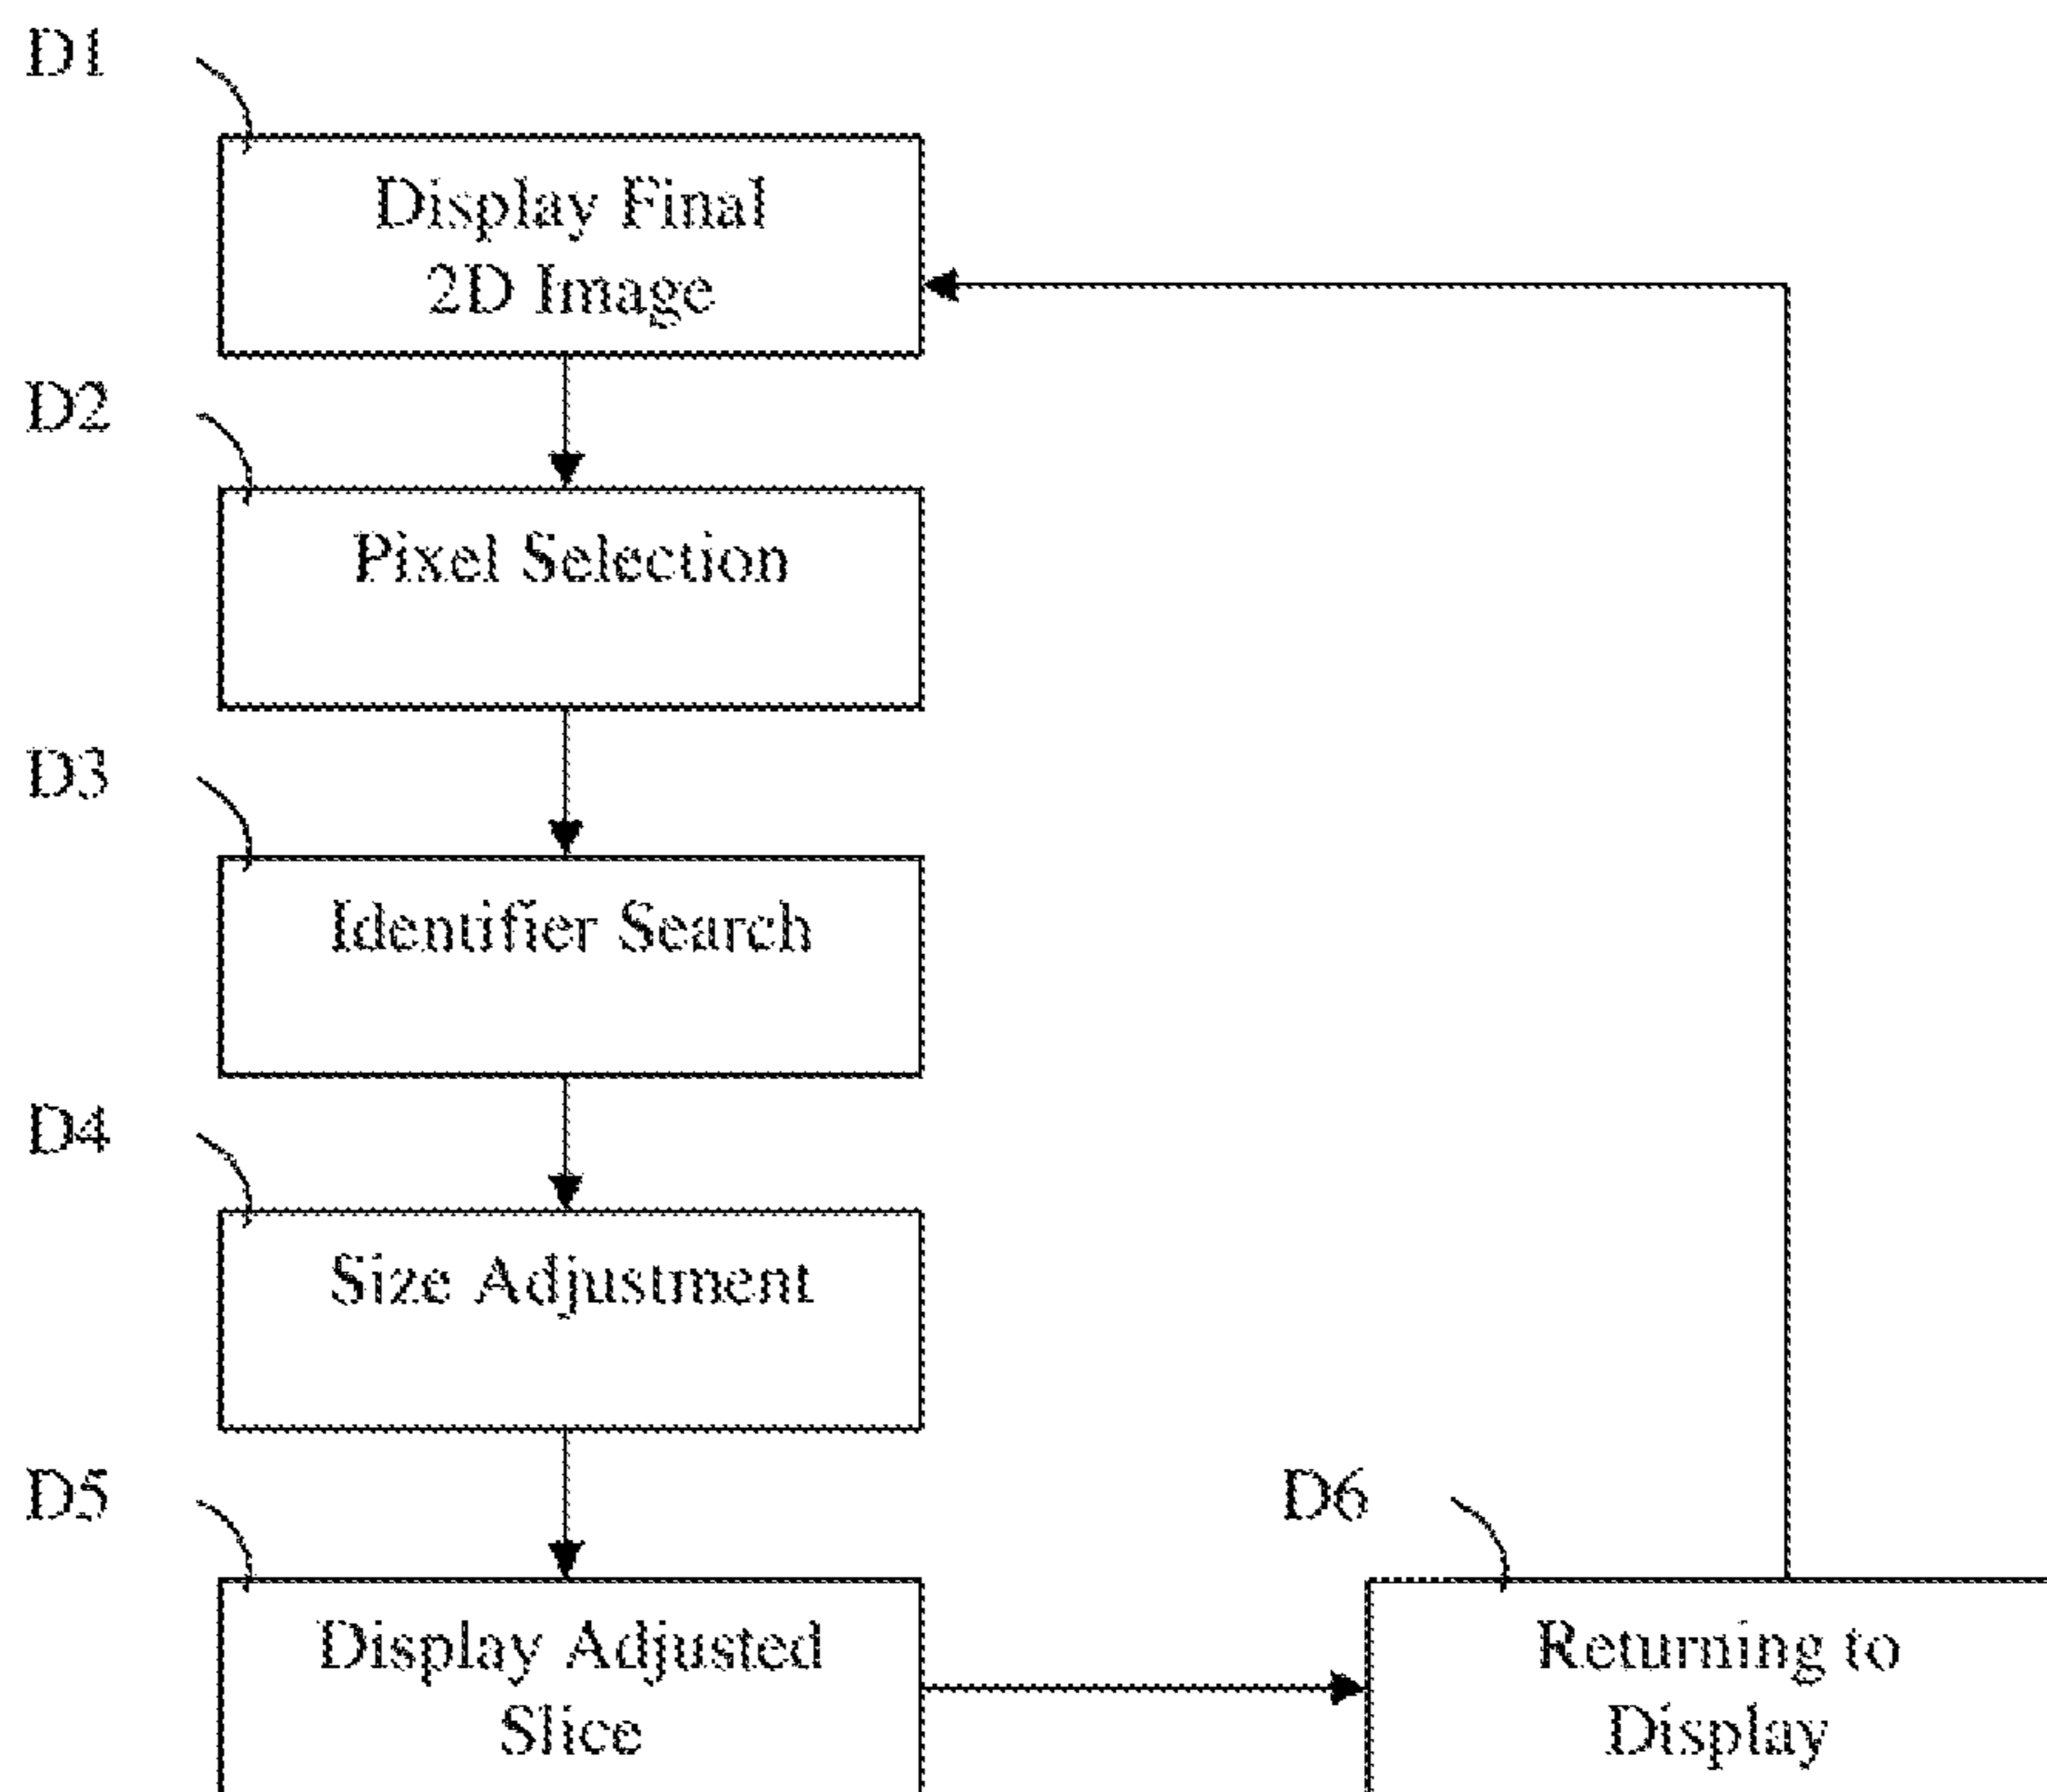 D1
Display Final
2D Image
D2
Pixel Selection
D3
Identifier Search
D4
Size Adjustment
D5
Display Adjusted
Slice
D6
Returning to
Display